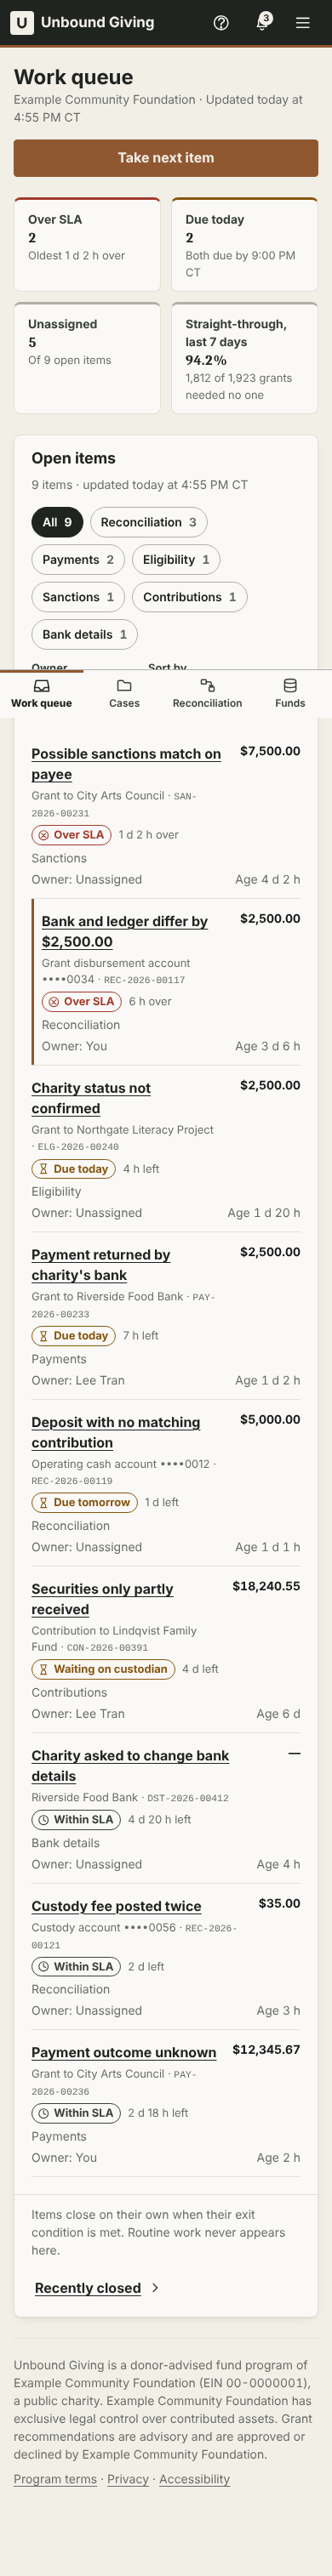 U Unbound Giving
3
Work queue
Example Community Foundation · Updated today at
4:55 PM CT
Take next item
Over SLA
2
Oldest 1 d 2 h over
Due today
2
Both due by 9:00 PM
CT
Unassigned
5
Of 9 open items
Straight-through,
last 7 days
94.2%
1,812 of 1,923 grants
needed no one
Open items
9 items · updated today at 4:55 PM CT
All 9
Reconciliation 3
Payments 2
Eligibility 1
Sanctions 1
Contributions 1
Bank details 1
Owner
Sort by
Work queue
Cases
Reconciliation
Funds
Possible sanctions match on
payee
$7,500.00
Grant to City Arts Council · SAN-
2026-00231
Over SLA 1 d 2 h over
Sanctions
Owner: Unassigned
Age 4 d 2 h
Bank and ledger differ by
$2,500.00
$2,500.00
Grant disbursement account
••••0034 · REC-2026-00117
Over SLA 6 h over
Reconciliation
Owner: You
Age 3 d 6 h
Charity status not
confirmed
$2,500.00
Grant to Northgate Literacy Project
· ELG-2026-00240
Due today 4 h left
Eligibility
Owner: Unassigned
Age 1 d 20 h
Payment returned by
charity's bank
$2,500.00
Grant to Riverside Food Bank · PAY-
2026-00233
Due today 7 h left
Payments
Owner: Lee Tran
Age 1 d 2 h
Deposit with no matching
contribution
$5,000.00
Operating cash account ••••0012 ·
REC-2026-00119
Due tomorrow 1 d left
Reconciliation
Owner: Unassigned
Age 1 d 1 h
Securities only partly
received
$18,240.55
Contribution to Lindqvist Family
Fund · CON-2026-00391
Waiting on custodian 4 d left
Contributions
Owner: Lee Tran
Age 6 d
Charity asked to change bank
details
—
Riverside Food Bank · DST-2026-00412
Within SLA 4 d 20 h left
Bank details
Owner: Unassigned
Age 4 h
Custody fee posted twice
$35.00
Custody account ••••0056 · REC-2026-
00121
Within SLA 2 d left
Reconciliation
Owner: Unassigned
Age 3 h
Payment outcome unknown
$12,345.67
Grant to City Arts Council · PAY-
2026-00236
Within SLA 2 d 18 h left
Payments
Owner: You
Age 2 h
Items close on their own when their exit
condition is met. Routine work never appears
here.
Recently closed
Unbound Giving is a donor-advised fund program of
Example Community Foundation (EIN 00-0000001),
a public charity. Example Community Foundation has
exclusive legal control over contributed assets. Grant
recommendations are advisory and are approved or
declined by Example Community Foundation.
Program terms · Privacy · Accessibility